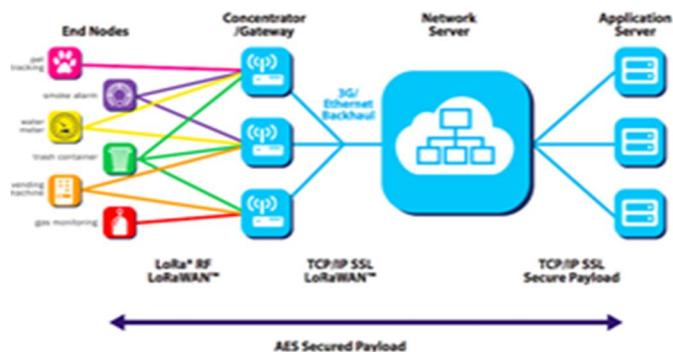 End Nodes
Concentrator
/Gateway
Network
Server
Application
Server
pet
tracking
smoke alarm
water
meter
trash container
vending
machine
gas monitoring
3G/
Ethernet
Backhaul
LoRa® RF
LoRaWAN™
TCP/IP SSL
LoRaWAN™
TCP/IP SSL
Secure Payload
AES Secured Payload